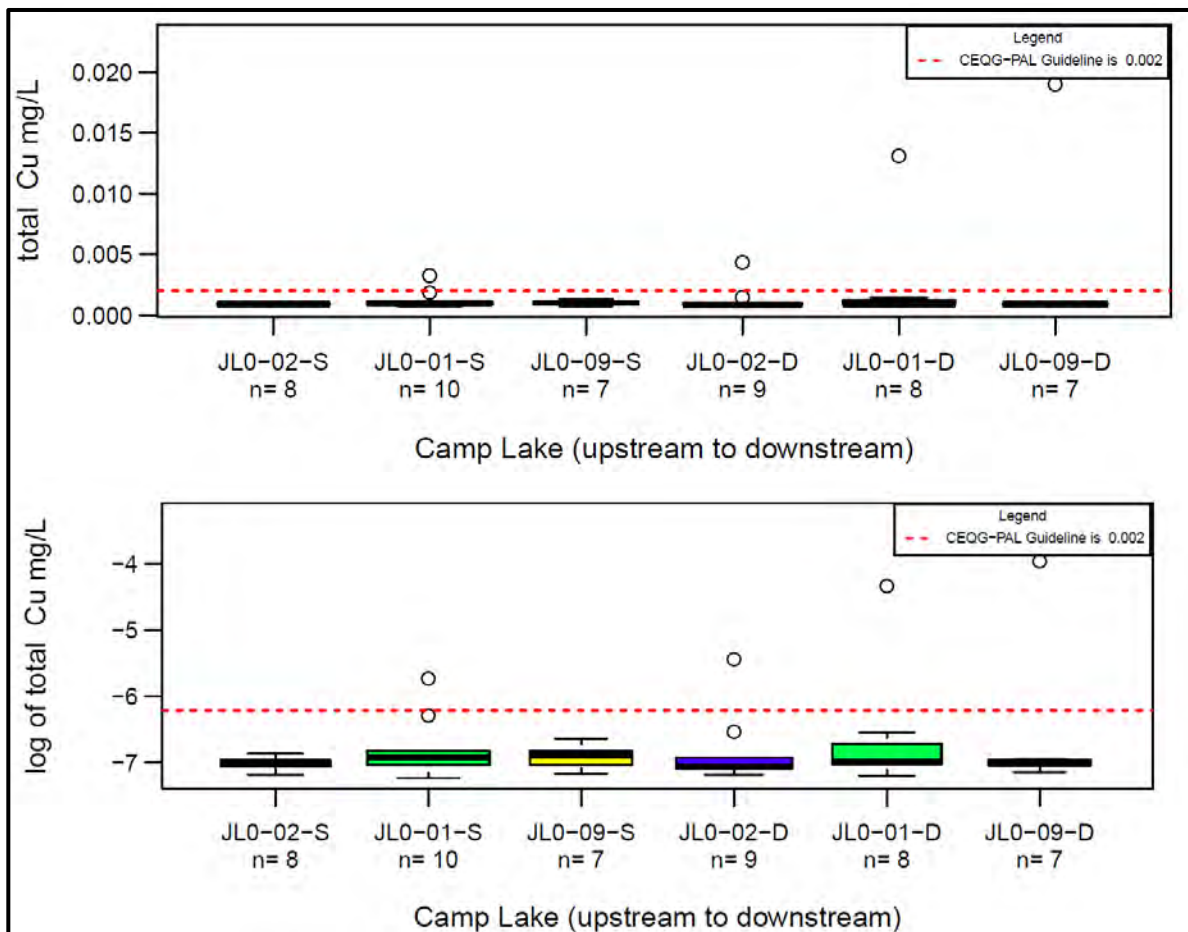 Legend
CEQG-PAL Guideline is 0.002
total Cu mg/L
0.020
0.015
0.010
0.005
0.000
JL0-02-S JL0-01-S JL0-09-S JL0-02-D JL0-01-D JL0-09-D
n= 8 n= 10 n= 7 n= 9 n= 8 n= 7
Camp Lake (upstream to downstream)
Legend
CEQG-PAL Guideline is 0.002
log of total Cu mg/L
-4
-5
-6
-7
JL0-02-S JL0-01-S JL0-09-S JL0-02-D JL0-01-D JL0-09-D
n= 8 n= 10 n= 7 n= 9 n= 8 n= 7
Camp Lake (upstream to downstream)